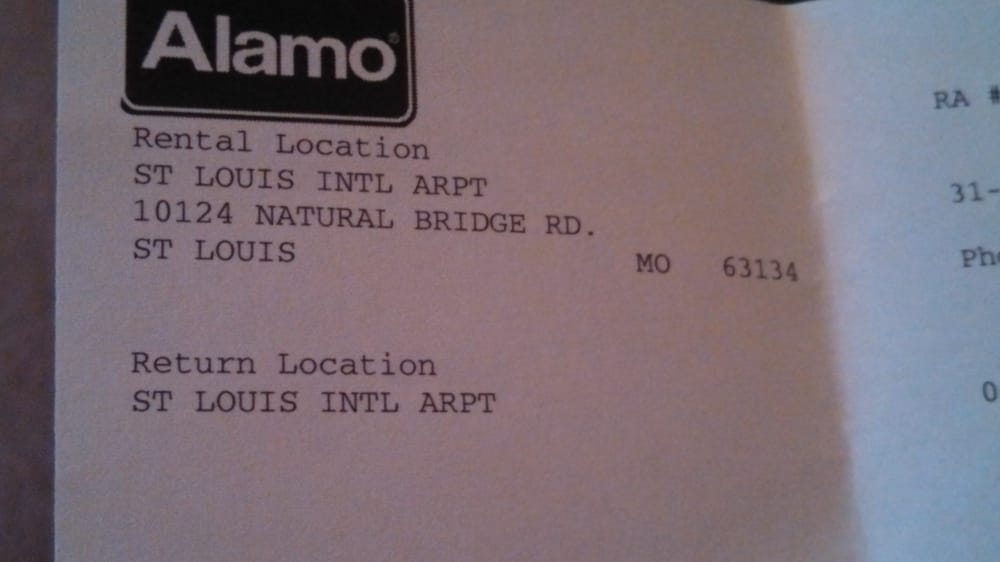 Alamo®
Rental Location
ST LOUIS INTL ARPT
10124 NATURAL BRIDGE RD.
ST LOUIS MO 63134
Return Location
ST LOUIS INTL ARPT
RA #
31-
Pho
0